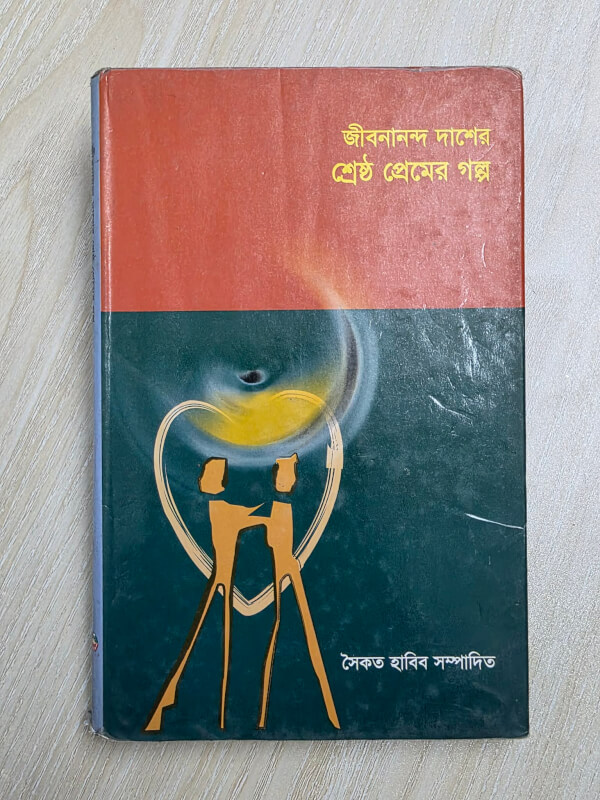 জীবনানন্দ দাশের
শ্রেষ্ঠ প্রেমের গল্প
সৈকত হাবিব সম্পাদিত